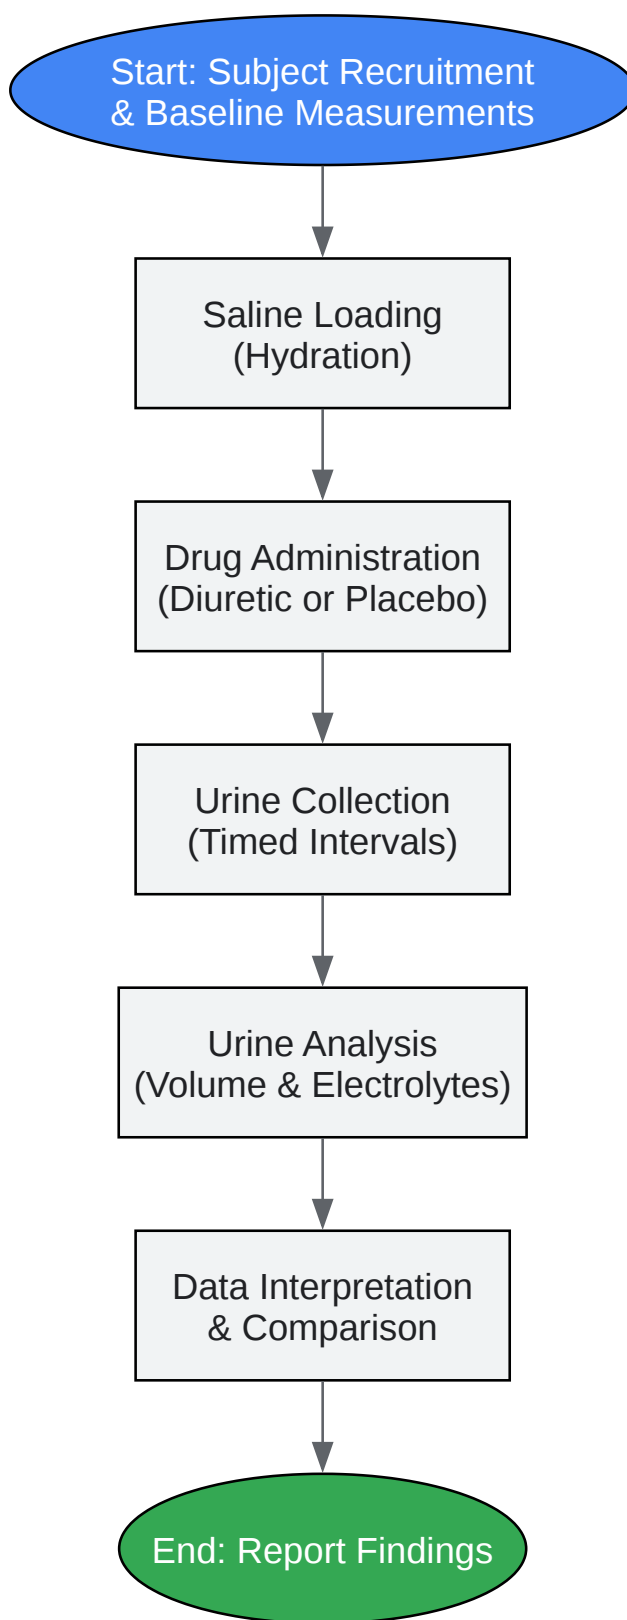 Start: Subject Recruitment
& Baseline Measurements
Saline Loading
(Hydration)
Drug Administration
(Diuretic or Placebo)
Urine Collection
(Timed Intervals)
Urine Analysis
(Volume & Electrolytes)
Data Interpretation
& Comparison
End: Report Findings